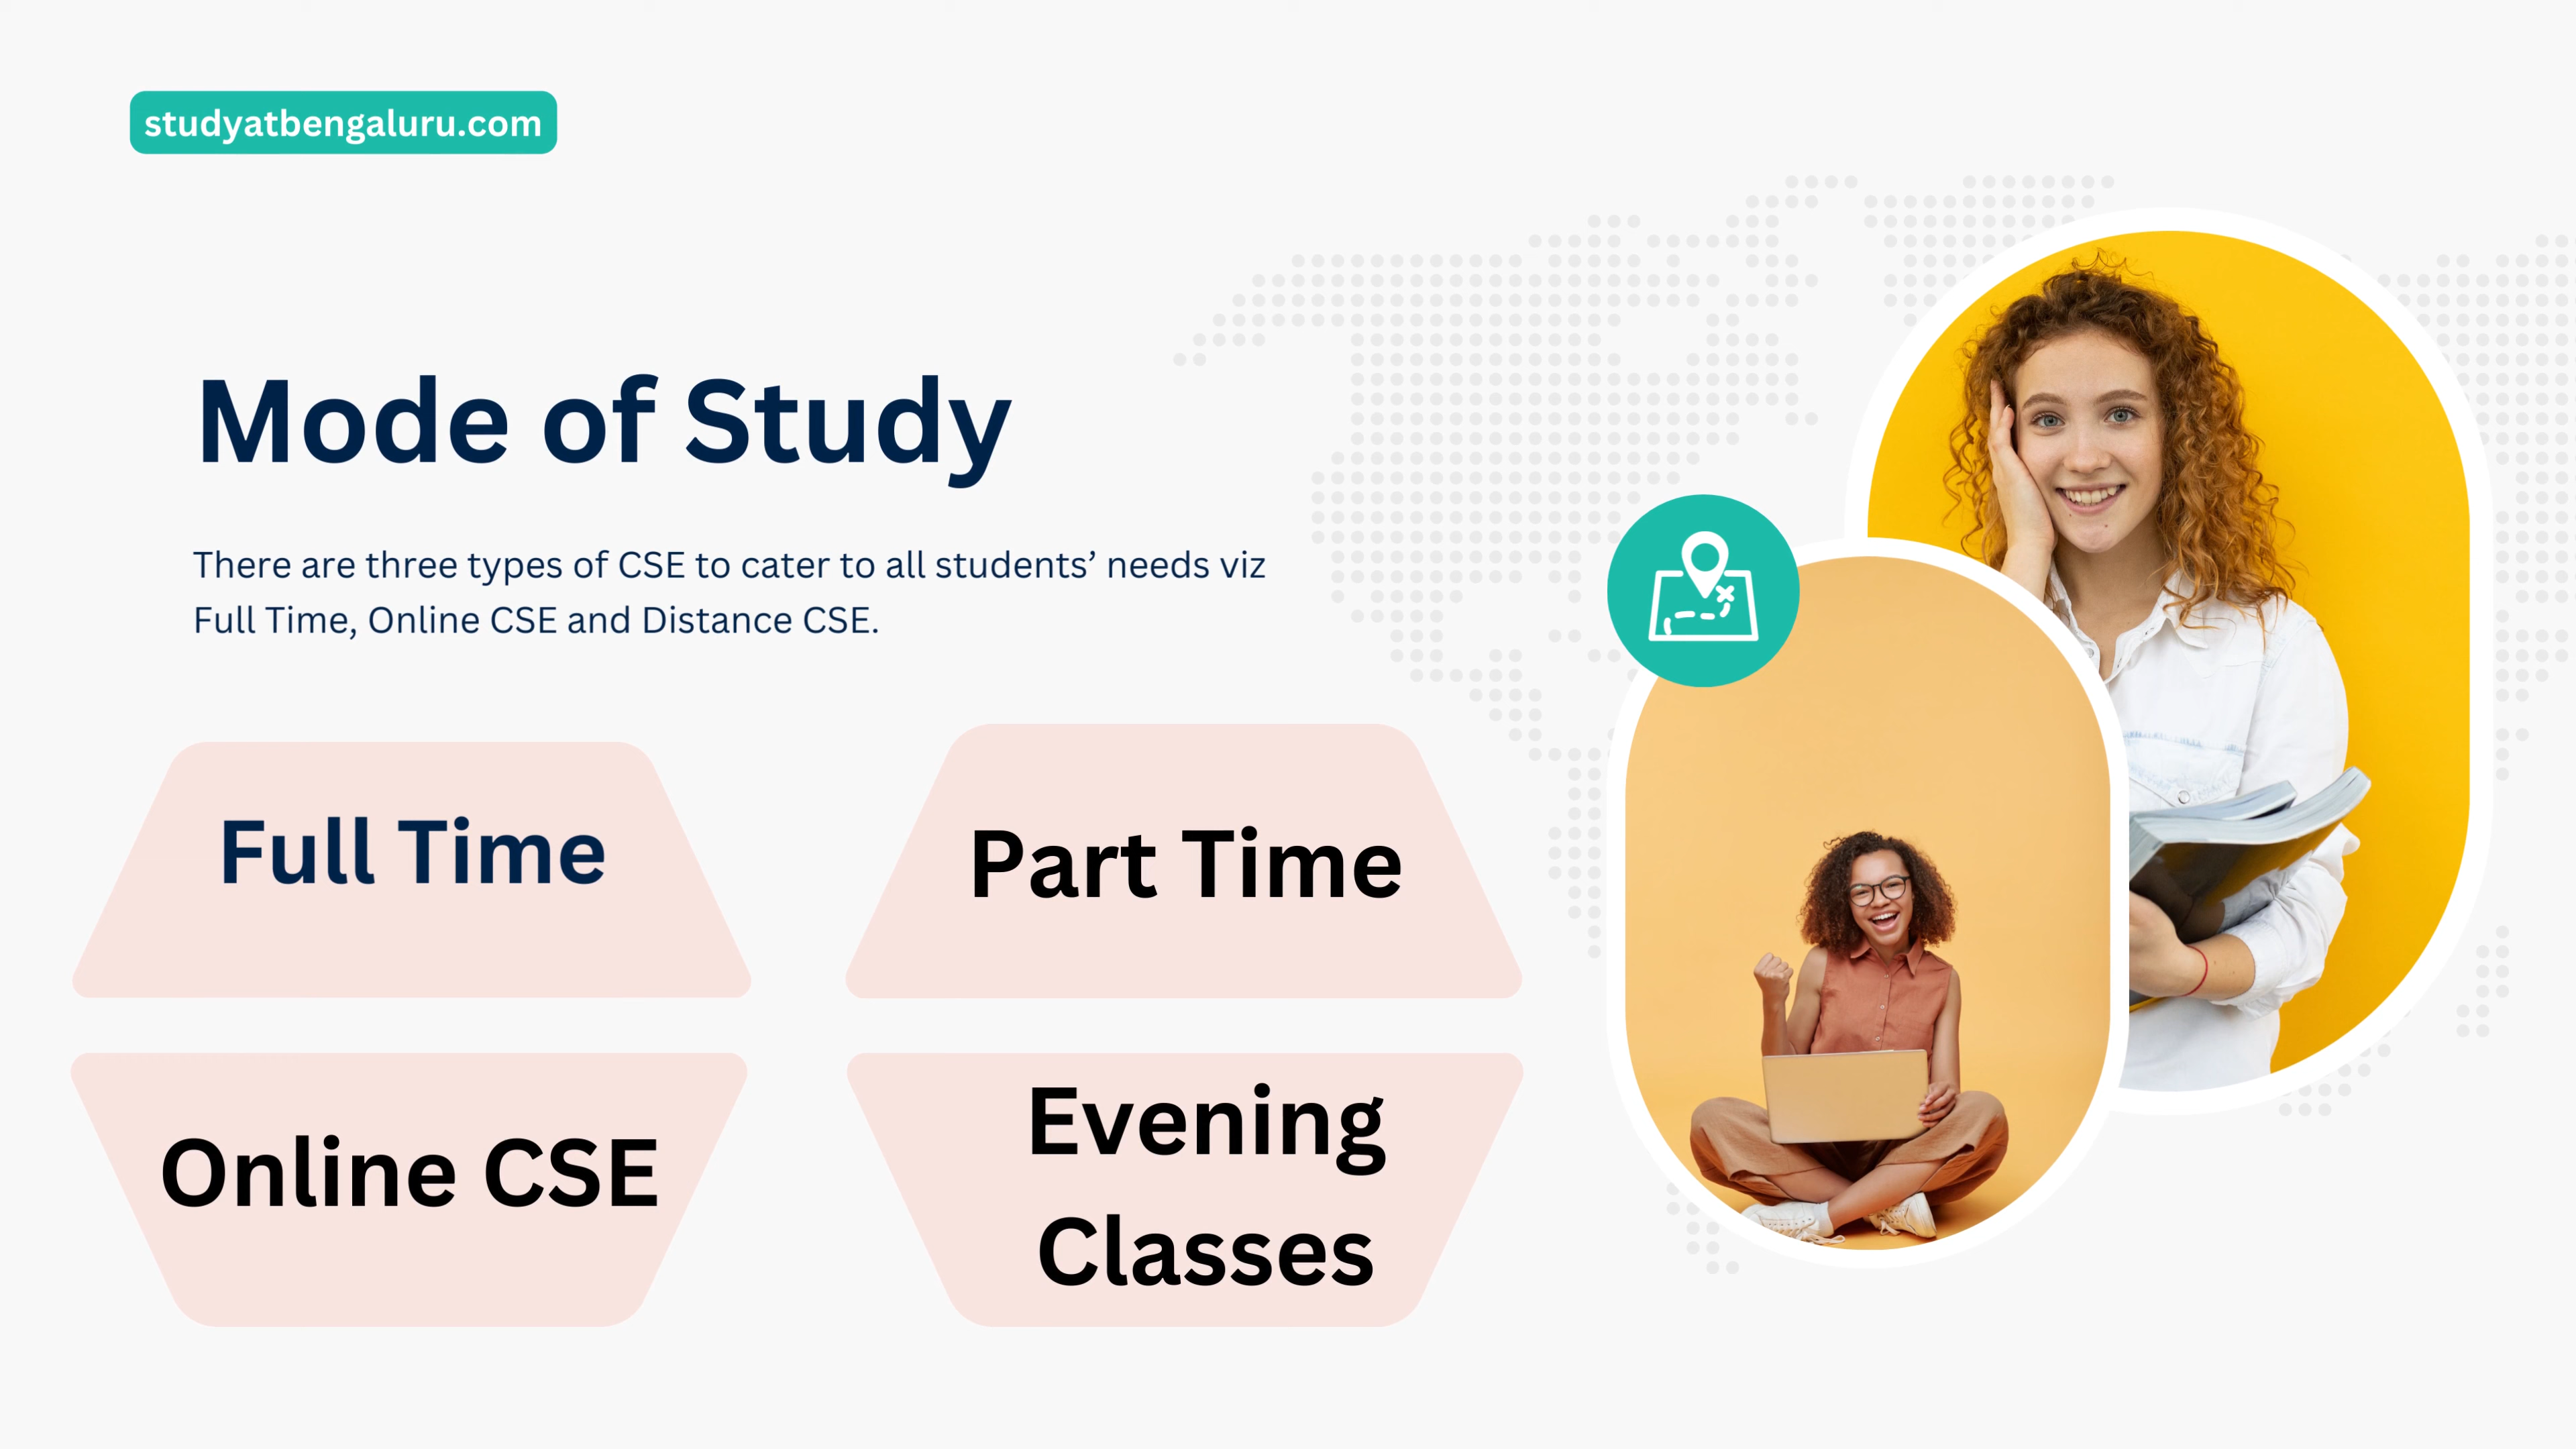 studyatbengaluru.com
Mode of Study
There are three types of CSE to cater to all students’ needs viz
Full Time, Online CSE and Distance CSE.
Full Time
Part Time
Online CSE
Evening
Classes